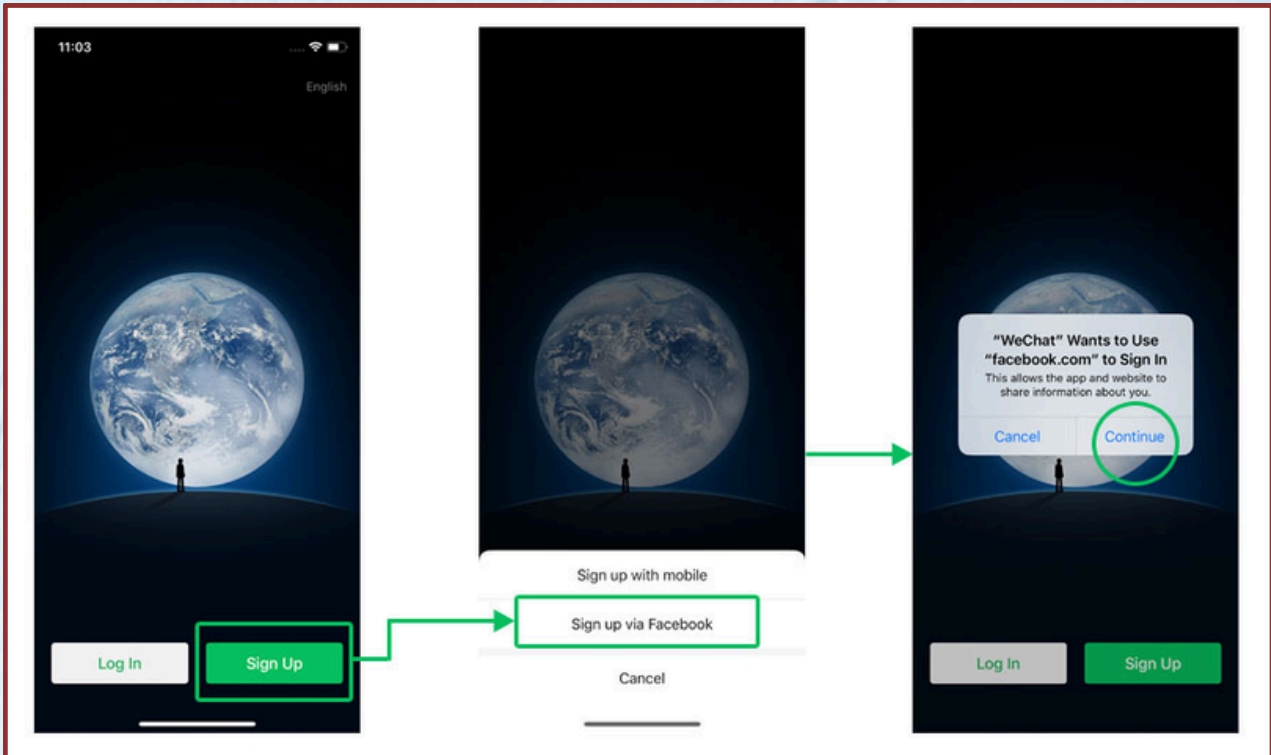 11:03
English
Log In
Sign Up
Sign up with mobile
Sign up via Facebook
Cancel
"WeChat" Wants to Use
"facebook.com" to Sign In
This allows the app and website to
share information about you.
Cancel
Continue
Log In
Sign Up